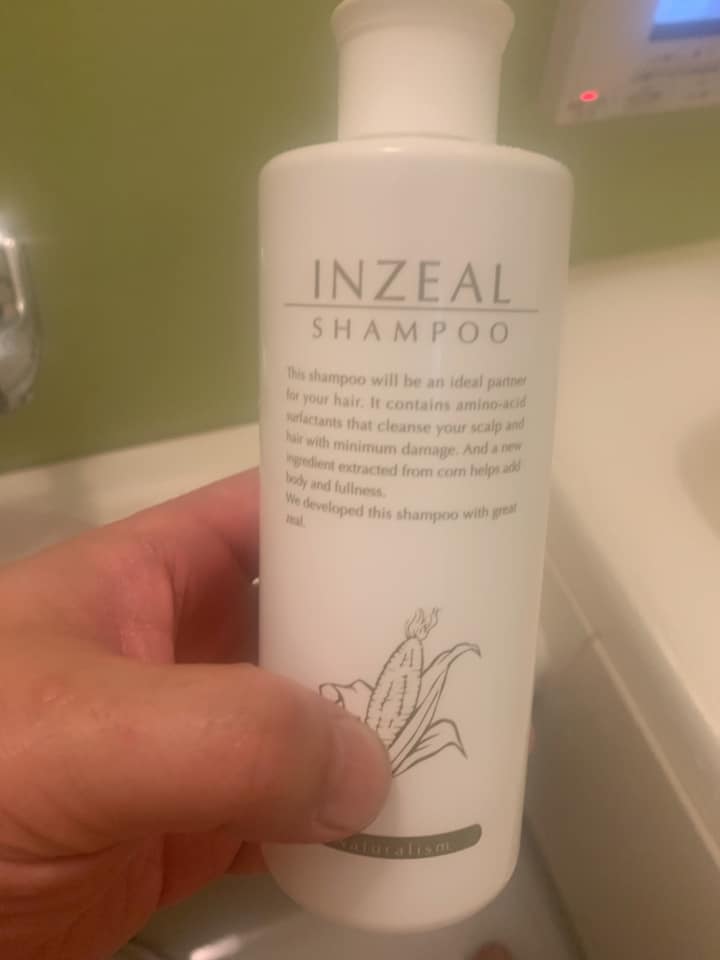 INZEAL
SHAMPOO
This shampoo will be an ideal partner
for your hair. It contains amino-acid
surfactants that cleanse your scalp and
hair with minimum damage. And a new
ingredient extracted from corn helps add
body and fullness.
We developed this shampoo with great
zeal.
Naturalism